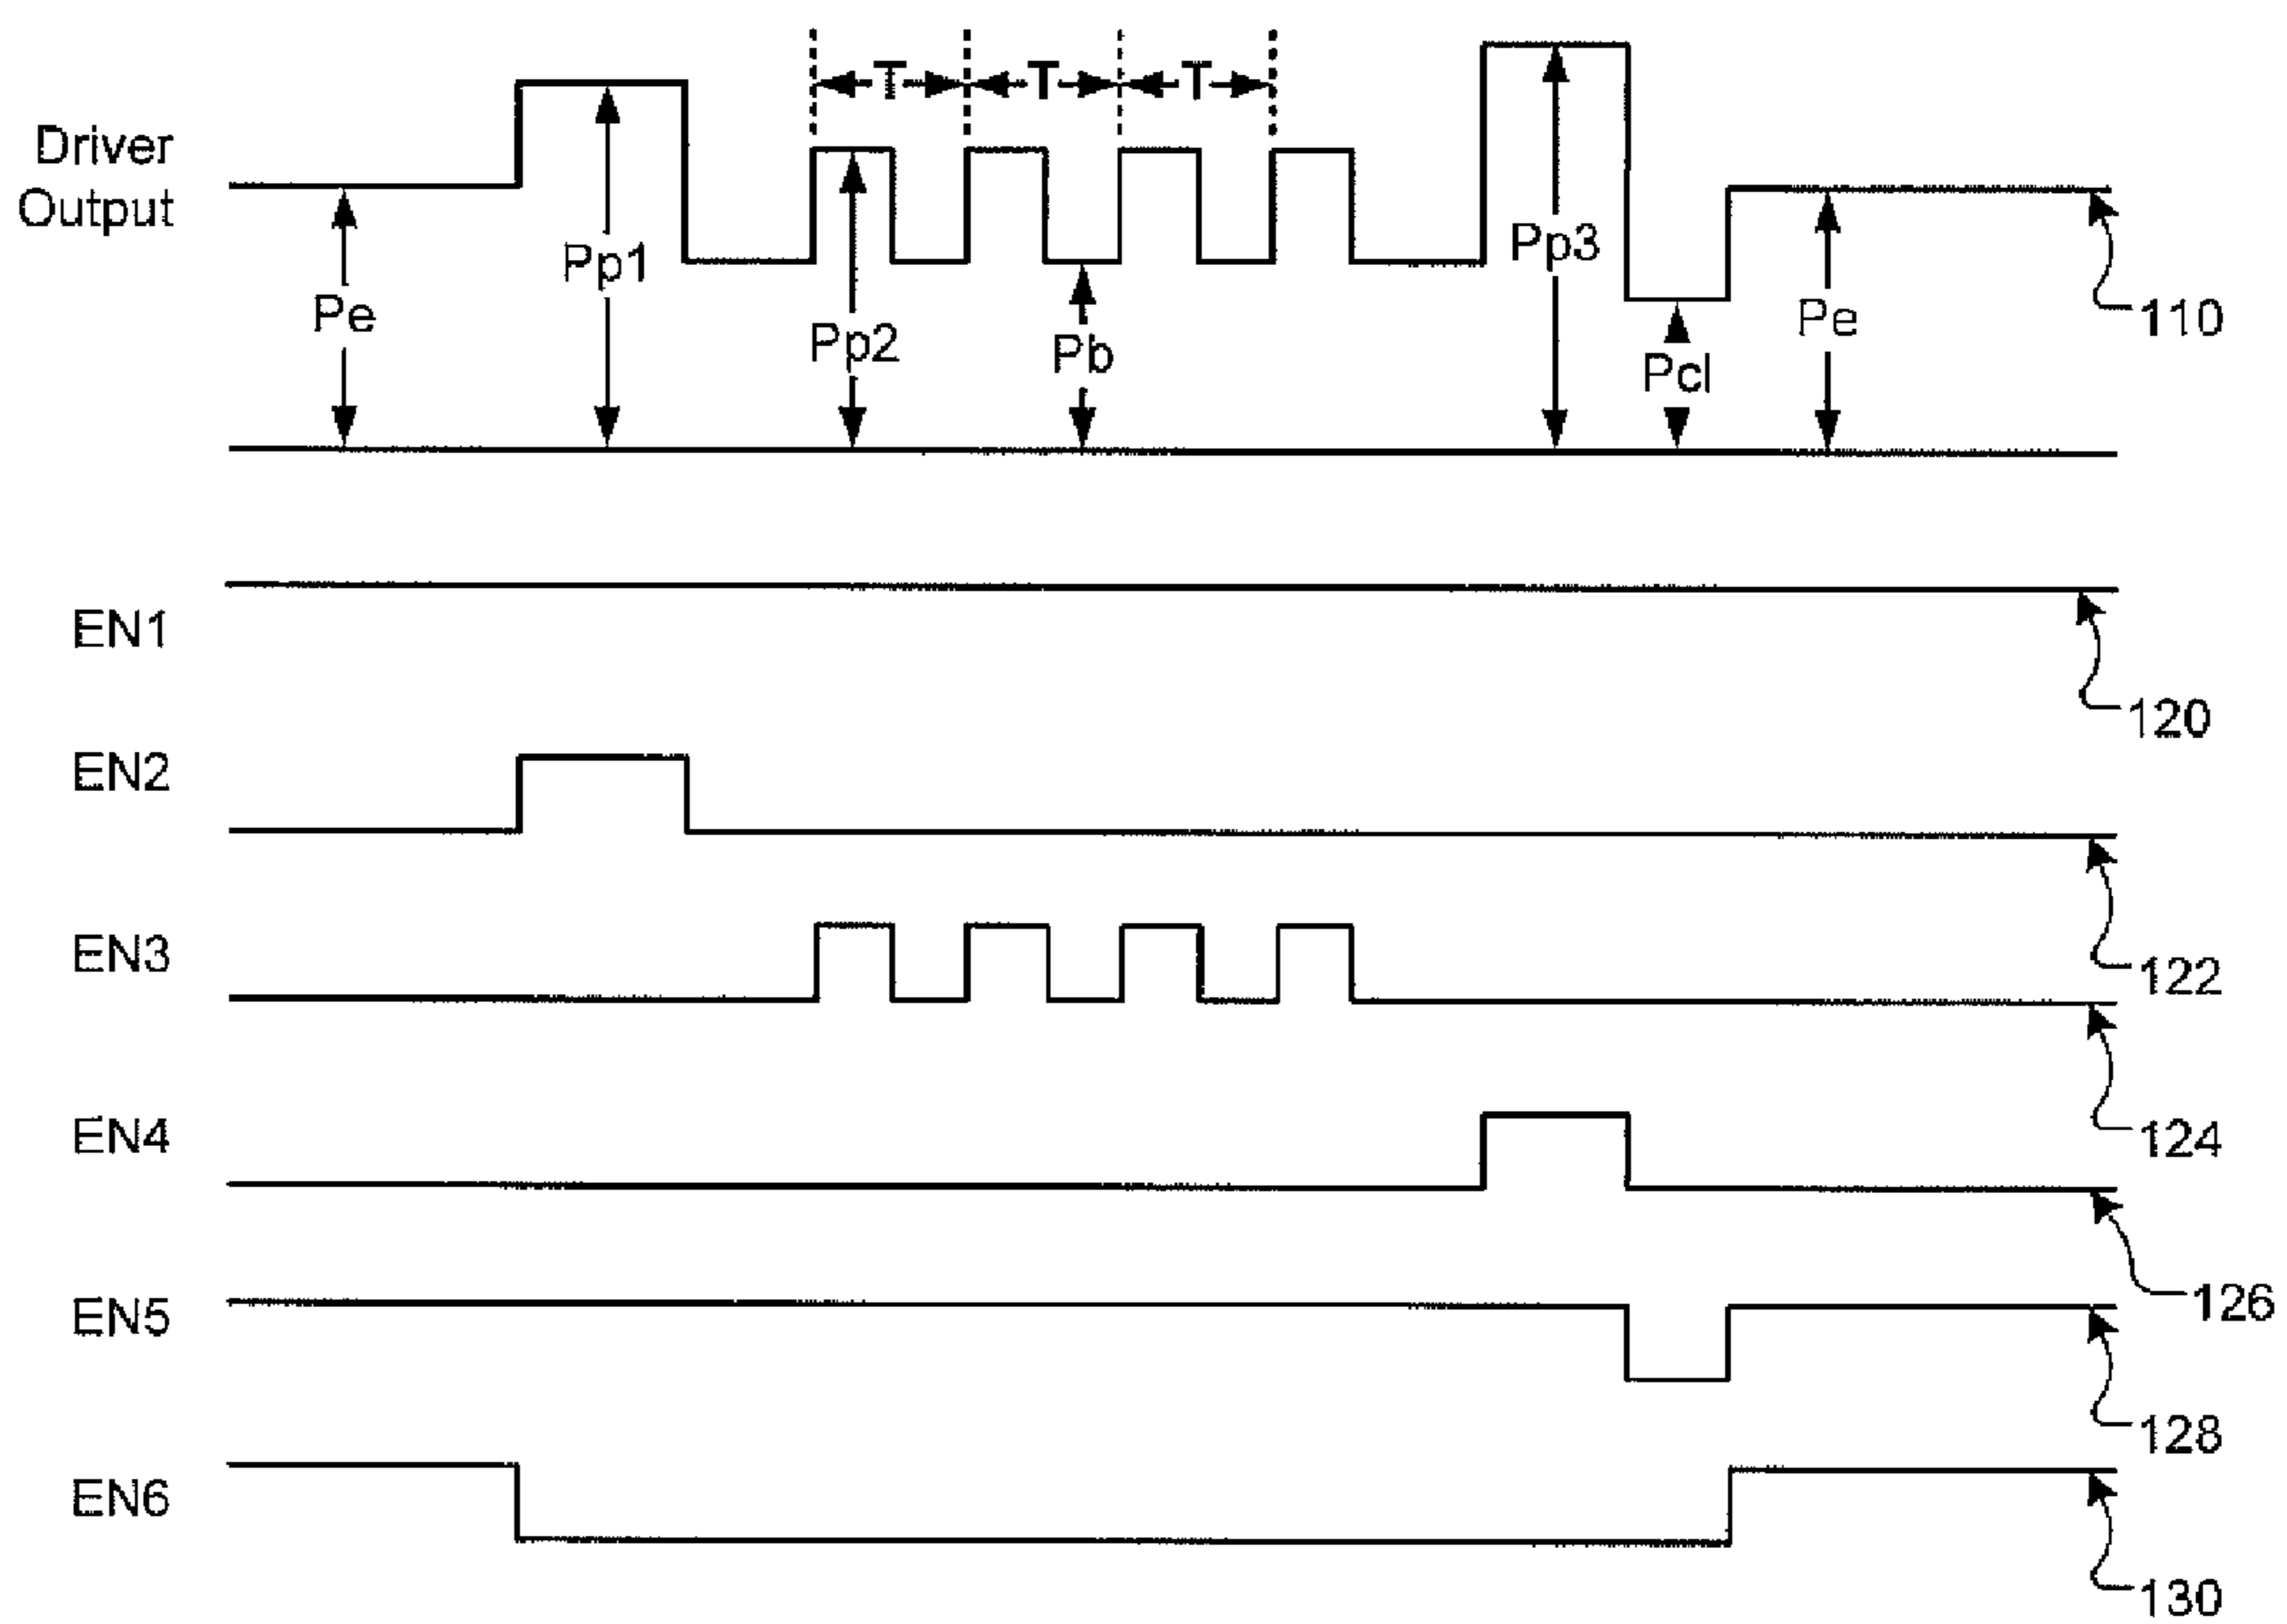 T T T
Driver
Output
Pe
Pp1
Pp2
Pb
Pp3
Pcl
Pe
110
EN1
120
EN2
122
EN3
124
EN4
126
EN5
128
EN6
130